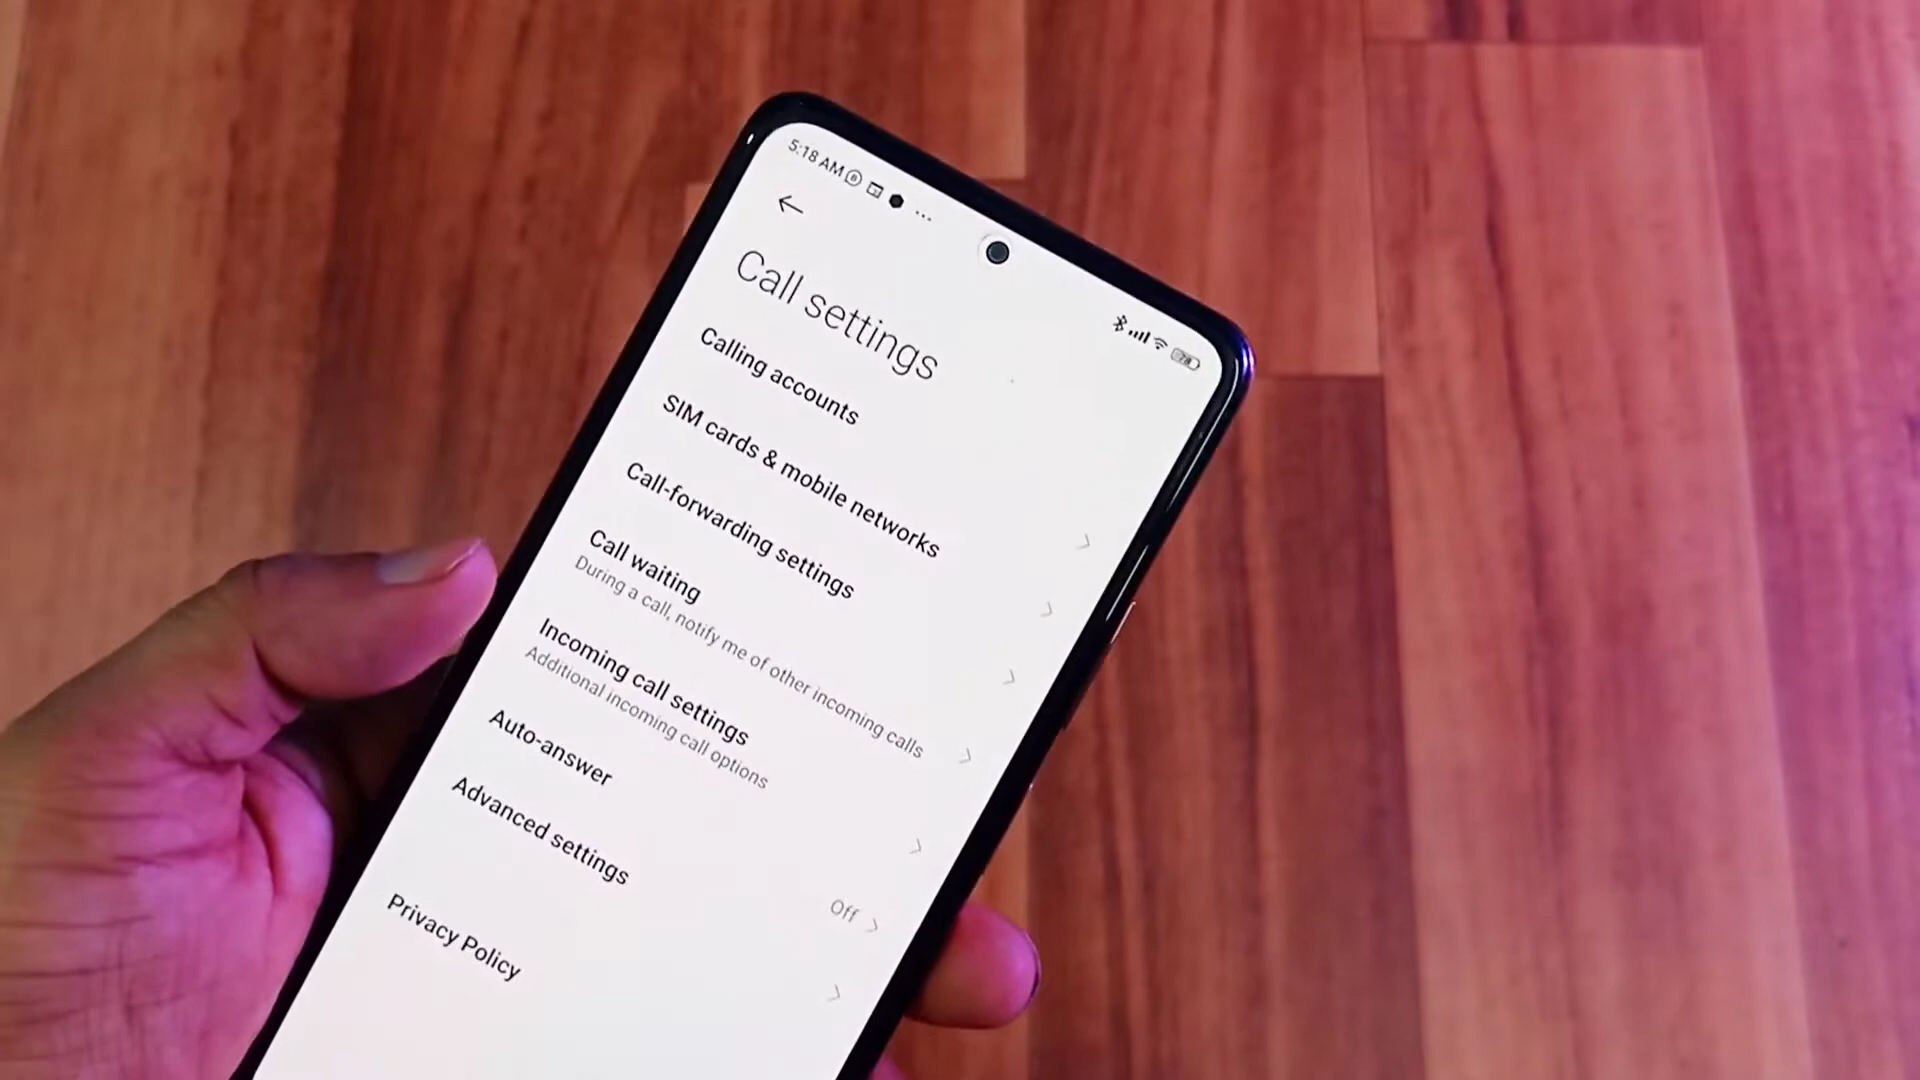 5:18 AM
78
Call settings
Calling accounts
SIM cards & mobile networks
Call-forwarding settings
Call waiting
During a call, notify me of other incoming calls
Incoming call settings
Additional incoming call options
Auto-answer
Off
Advanced settings
Privacy Policy